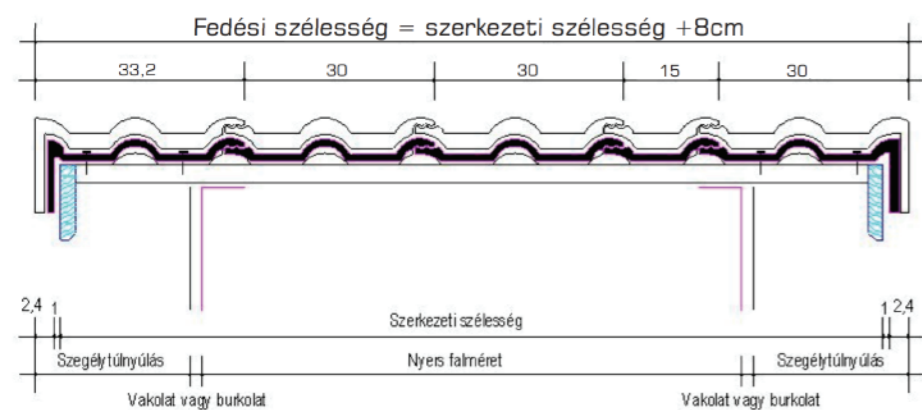 Fedési szélesség = szerkezeti szélesség +8cm
33,2 30 30 15 30
2,4 1 1 2,4
Szerkezeti szélesség
Szegélytúlnyúlás Nyers falméret Szegélytúlnyúlás
Vakolat vagy burkolat Vakolat vagy burkolat